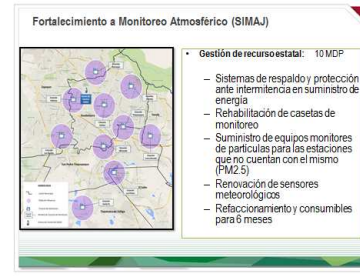 Fortalecimiento a Monitoreo Atmosférico (SIMAJ)
• Gestión de recurso estatal: 10 MDP
– Sistemas de respaldo y protección
ante intermitencia en suministro de
energía
– Rehabilitación de casetas de
monitoreo
– Suministro de equipos monitores
de partículas para las estaciones
que no cuentan con el mismo
(PM2.5)
– Renovación de sensores
meteorológicos
– Refaccionamiento y consumibles
para 6 meses